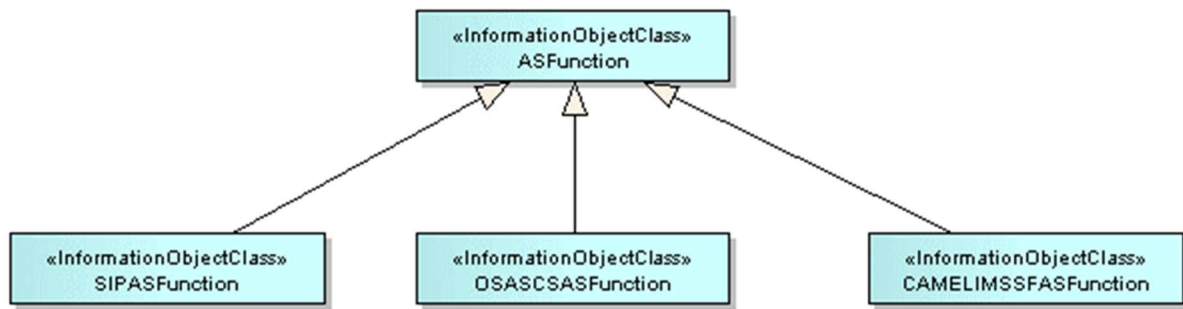 «InformationObjectClass»
ASFunction
«InformationObjectClass»
SIPASFunction
«InformationObjectClass»
OSASCSASFunction
«InformationObjectClass»
CAMELIMSSFASFunction